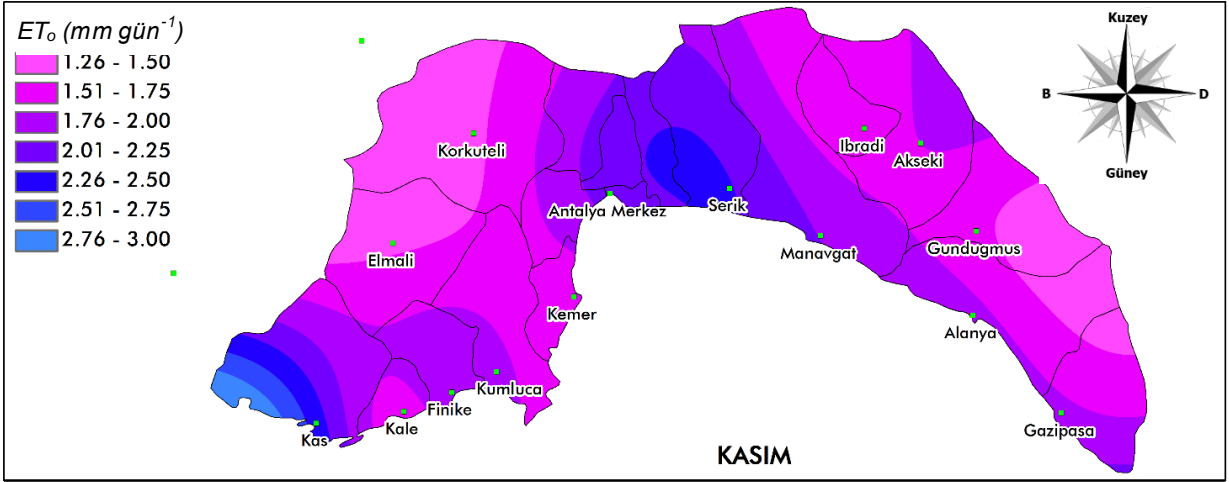 ETo (mm gün-1)
1.26 - 1.50
1.51 - 1.75
1.76 - 2.00
2.01 - 2.25
2.26 - 2.50
2.51 - 2.75
2.76 - 3.00
Kuzey
B
D
Güney
Korkuteli
Ibradi
Akseki
Antalya Merkez
Serik
Elmali
Manavgat
Gundugmus
Kemer
Alanya
Kumluca
Finike
Kale
Kas
Gazipasa
KASIM